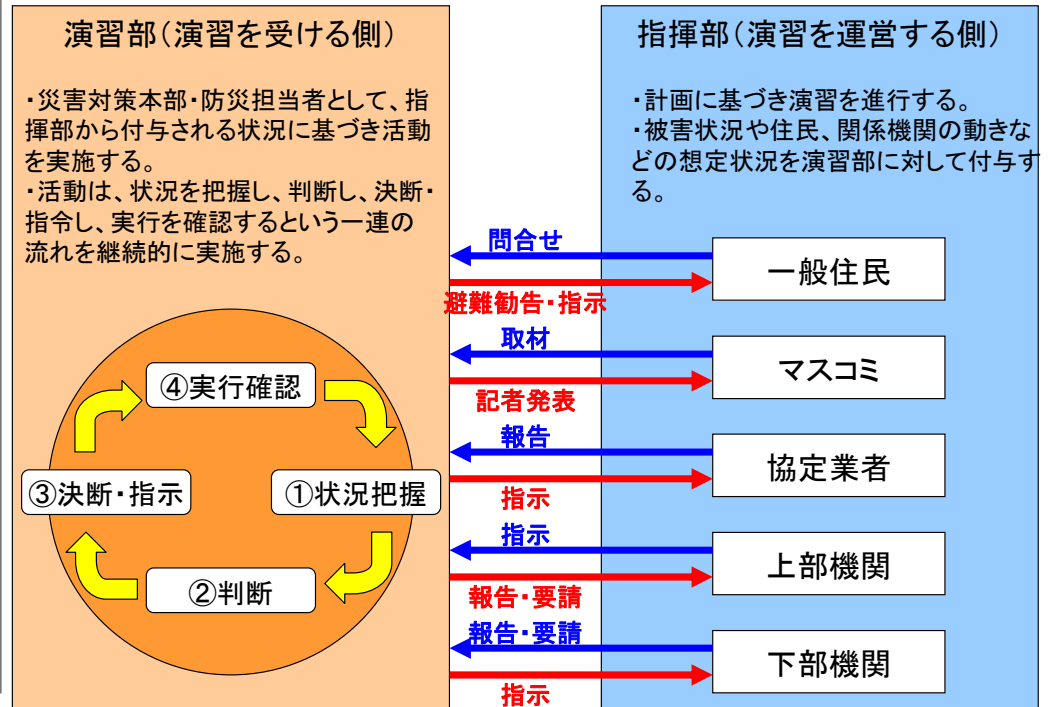 演習部（演習を受ける側）
・災害対策本部・防災担当者として、指
揮部から付与される状況に基づき活動
を実施する。
・活動は、状況を把握し、判断し、決断・
指令し、実行を確認するという一連の
流れを継続的に実施する。
④実行確認
③決断・指示
①状況把握
②判断
指揮部（演習を運営する側）
・計画に基づき演習を進行する。
・被害状況や住民、関係機関の動きな
どの想定状況を演習部に対して付与す
る。
問合せ
一般住民
避難勧告・指示
取材
マスコミ
記者発表
報告
協定業者
指示
指示
上部機関
報告・要請
報告・要請
下部機関
指示